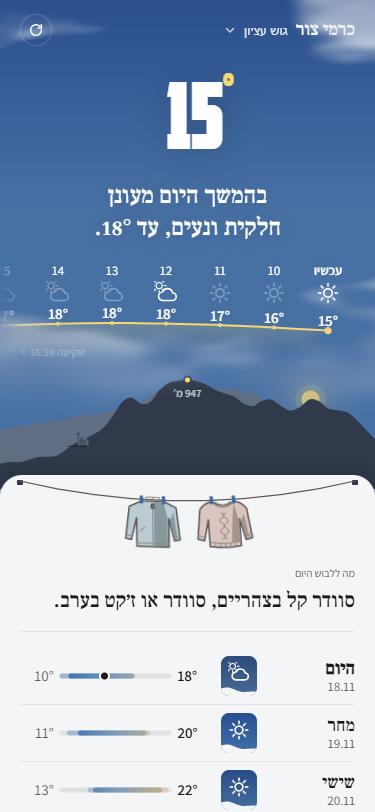 כרמי צור גוש עציון
15°
בהמשך היום מעונן
חלקית ונעים, עד 18°.
עכשיו 10 11 12 13 14 5
15° 16° 17° 18° 18° 18° 7°
שקיעה 16:39
947 מ׳
מה ללבוש היום
סוודר קל בצהריים, סוודר או ז׳קט בערב.
היום 18° 10°
18.11
מחר 20° 11°
19.11
שישי 22° 13°
20.11